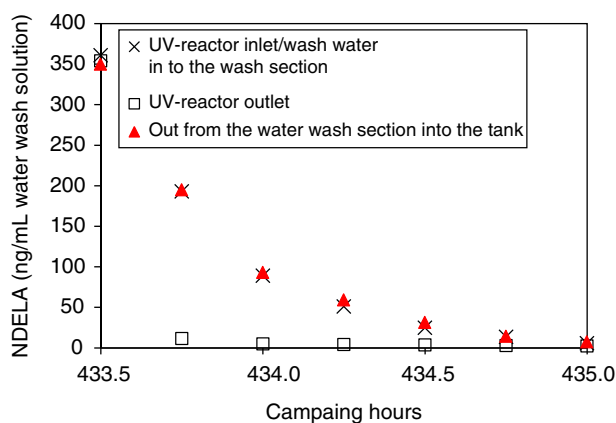 400
350
300
250
200
150
100
50
0
NDELA (ng/mL water wash solution)
UV-reactor inlet/wash water
in to the wash section
UV-reactor outlet
Out from the water wash section into the tank
433.5 434.0 434.5 435.0
Campaing hours